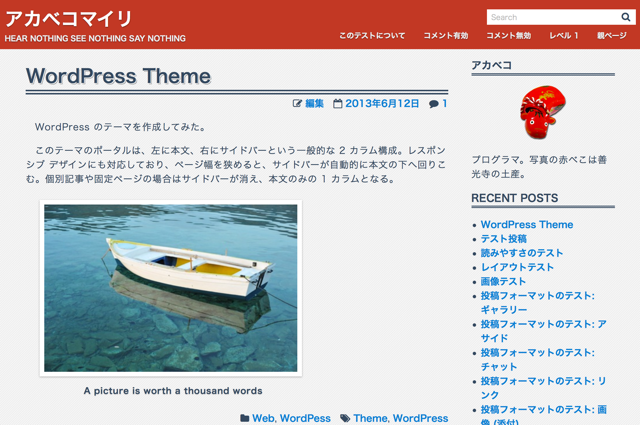 アカベコマイリ
HEAR NOTHING SEE NOTHING SAY NOTHING
Search
このテストについて
コメント有効
コメント無効
レベル 1
親ページ
WordPress Theme
編集
2013年6月12日
1
WordPress のテーマを作成してみた。
このテーマのポータルは、左に本文、右にサイドバーという一般的な 2 カラム構成。レスポン
シブ デザインにも対応しており、ページ幅を狭めると、サイドバーが自動的に本文の下へ回りこ
む。個別記事や固定ページの場合はサイドバーが消え、本文のみの 1 カラムとなる。
A picture is worth a thousand words
Web, WordPess
Theme, WordPress
アカベコ
プログラマ。写真の赤べこは善
光寺の土産。
RECENT POSTS
WordPress Theme
テスト投稿
読みやすさのテスト
レイアウトテスト
画像テスト
投稿フォーマットのテスト:
ギャラリー
投稿フォーマットのテスト: ア
サイド
投稿フォーマットのテスト:
チャット
投稿フォーマットのテスト: リ
ンク
投稿フォーマットのテスト: 画
像 (添付)